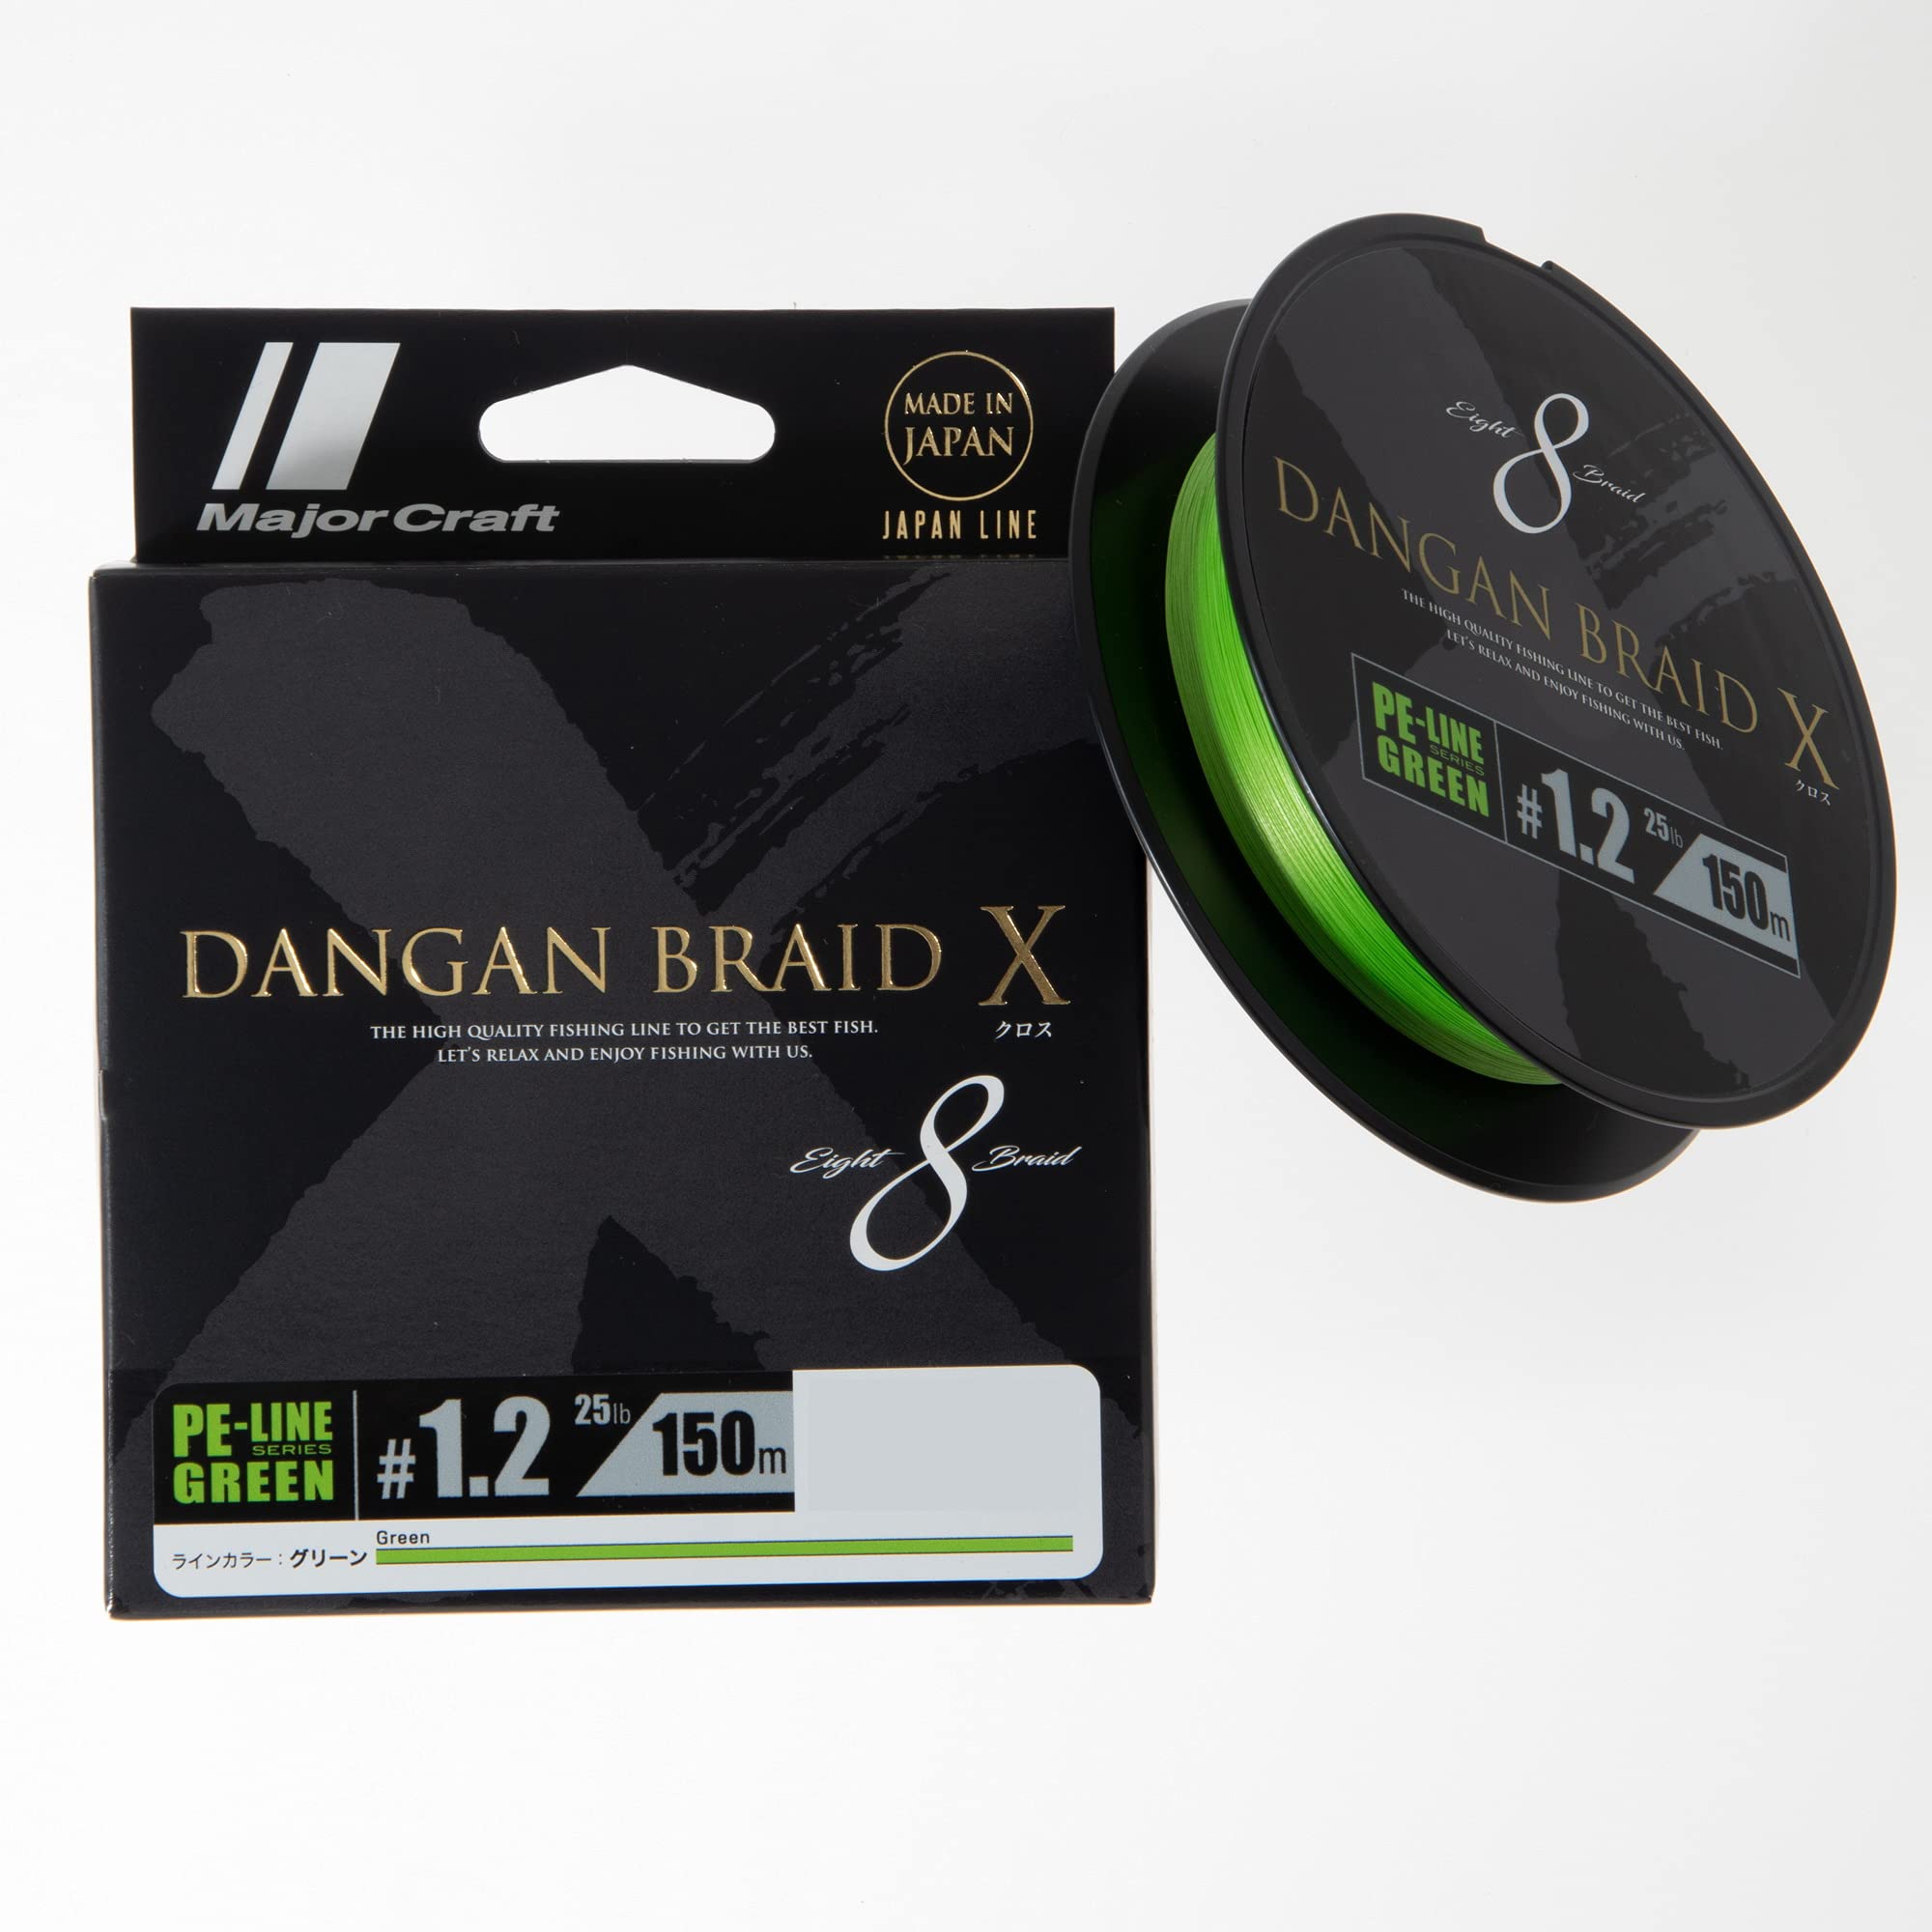 Major Craft
MADE IN
JAPAN
JAPAN LINE
DANGAN BRAID X
クロス
THE HIGH QUALITY FISHING LINE TO GET THE BEST FISH.
LET'S RELAX AND ENJOY FISHING WITH US.
Eight 8 Braid
PE-LINE
SERIES
GREEN
#1.2 25lb 150m
Green
ラインカラー：グリーン
Eight 8 Braid
DANGAN BRAID X
クロス
THE HIGH QUALITY FISHING LINE TO GET THE BEST FISH.
LET'S RELAX AND ENJOY FISHING WITH US.
PE-LINE
SERIES
GREEN
#1.2 25lb 150m